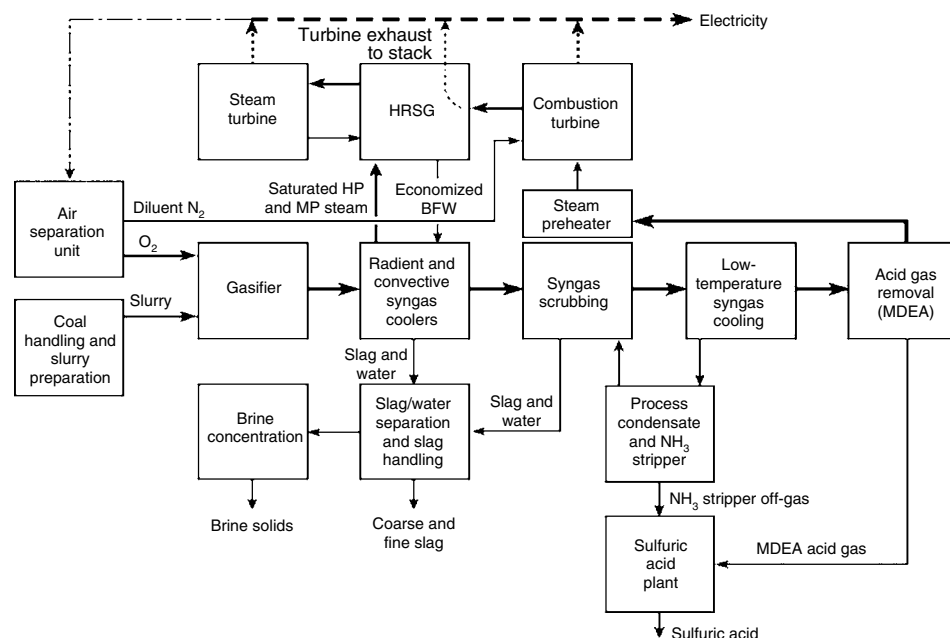 Electricity
Turbine exhaust
to stack
Steam
turbine
HRSG
Combustion
turbine
Saturated HP
and MP steam
Economized
BFW
Steam
preheater
Air
separation
unit
Diluent N₂
O₂
Gasifier
Radient and
convective
syngas
coolers
Syngas
scrubbing
Low-
temperature
syngas
cooling
Acid gas
removal
(MDEA)
Slurry
Coal
handling and
slurry
preparation
Slag and
water
Brine
concentration
Slag/water
separation
and slag
handling
Slag and
water
Process
condensate
and NH₃
stripper
Brine solids
Coarse and
fine slag
NH₃ stripper off-gas
Sulfuric
acid
plant
MDEA acid gas
Sulfuric acid